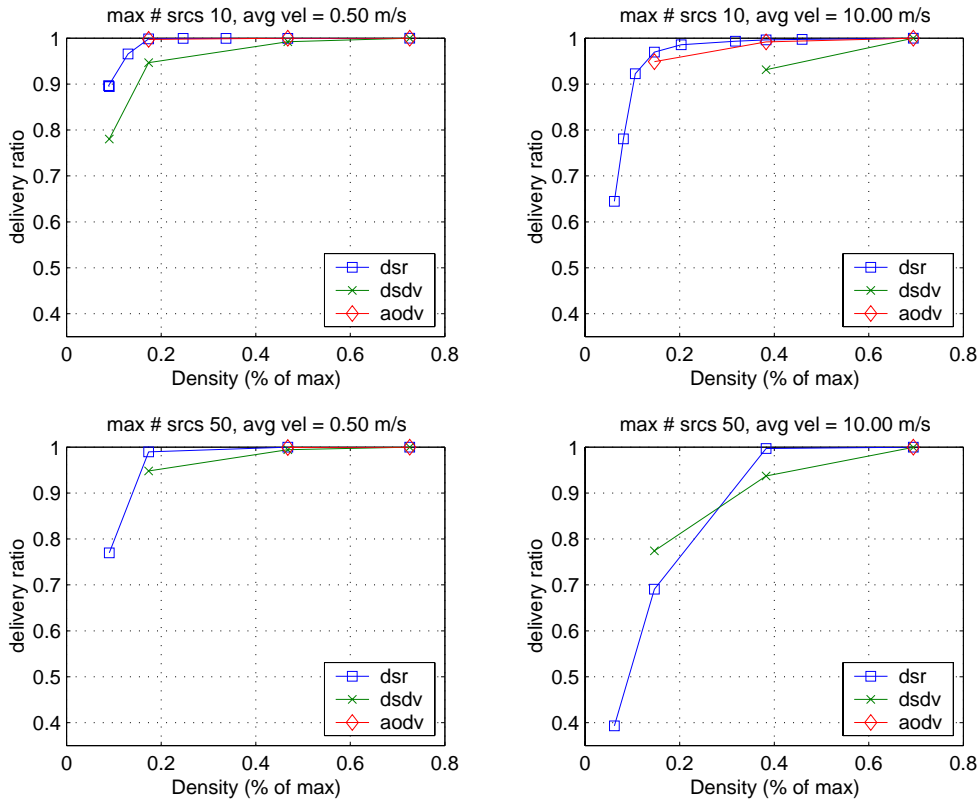 max # srcs 10, avg vel = 0.50 m/s
1
0.9
0.8
0.7
0.6
0.5
0.4
delivery ratio
dsr
dsdv
aodv
0
0.2
0.4
0.6
0.8
Density (% of max)
max # srcs 10, avg vel = 10.00 m/s
1
0.9
0.8
0.7
0.6
0.5
0.4
delivery ratio
dsr
dsdv
aodv
0
0.2
0.4
0.6
0.8
Density (% of max)
max # srcs 50, avg vel = 0.50 m/s
1
0.9
0.8
0.7
0.6
0.5
0.4
delivery ratio
dsr
dsdv
aodv
0
0.2
0.4
0.6
0.8
Density (% of max)
max # srcs 50, avg vel = 10.00 m/s
1
0.9
0.8
0.7
0.6
0.5
0.4
delivery ratio
dsr
dsdv
aodv
0
0.2
0.4
0.6
0.8
Density (% of max)